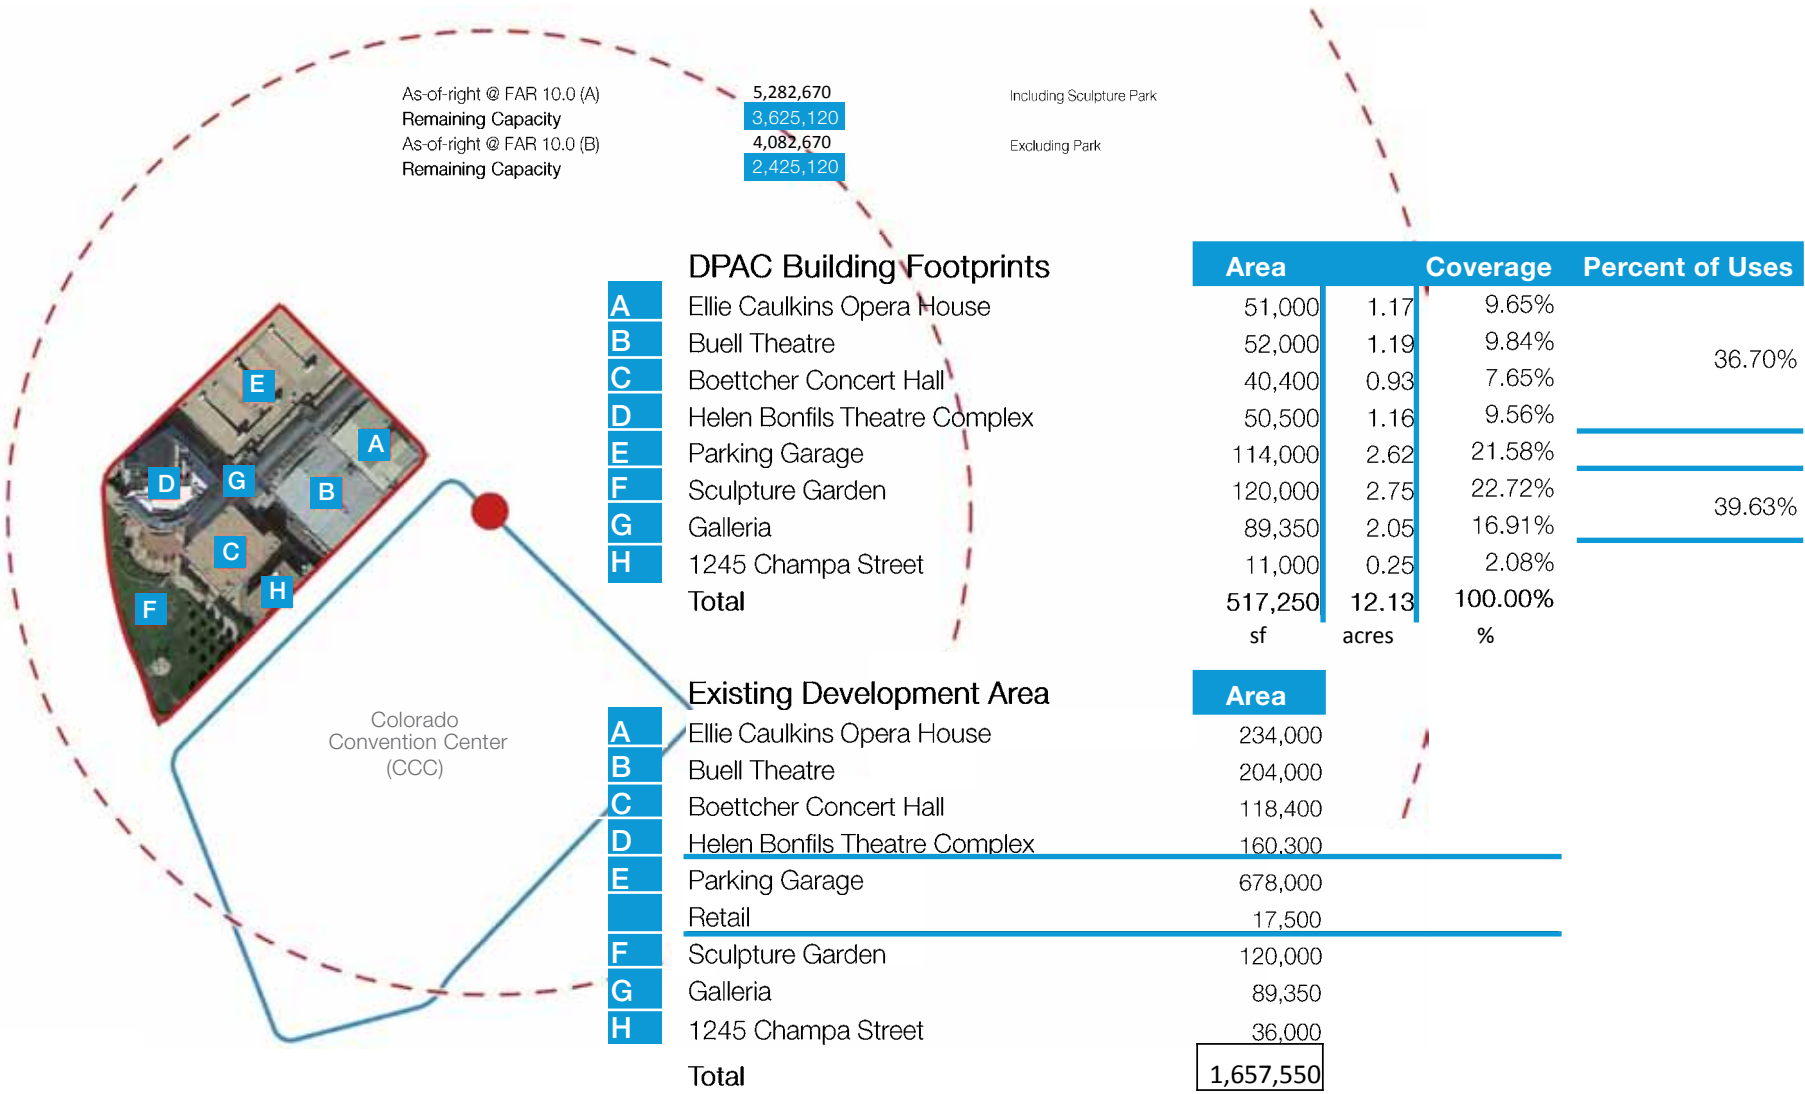 As-of-right @ FAR 10.0 (A) 5,282,670 Including Sculpture Park
Remaining Capacity 3,625,120
As-of-right @ FAR 10.0 (B) 4,082,670 Excluding Park
Remaining Capacity 2,425,120
DPAC Building Footprints Area Coverage Percent of Uses
A Ellie Caulkins Opera House 51,000 1.17 9.65%
B Buell Theatre 52,000 1.19 9.84%
36.70%
C Boettcher Concert Hall 40,400 0.93 7.65%
D Helen Bonfils Theatre Complex 50,500 1.16 9.56%
E Parking Garage 114,000 2.62 21.58%
F Sculpture Garden 120,000 2.75 22.72%
39.63%
G Galleria 89,350 2.05 16.91%
H 1245 Champa Street 11,000 0.25 2.08%
Total 517,250 12.13 100.00%
sf acres %
E
A
D
G
B
C
H
F
Colorado
Convention Center
(CCC)
Existing Development Area Area
A Ellie Caulkins Opera House 234,000
B Buell Theatre 204,000
C Boettcher Concert Hall 118,400
D Helen Bonfils Theatre Complex 160,300
E Parking Garage 678,000
Retail 17,500
F Sculpture Garden 120,000
G Galleria 89,350
H 1245 Champa Street 36,000
Total 1,657,550